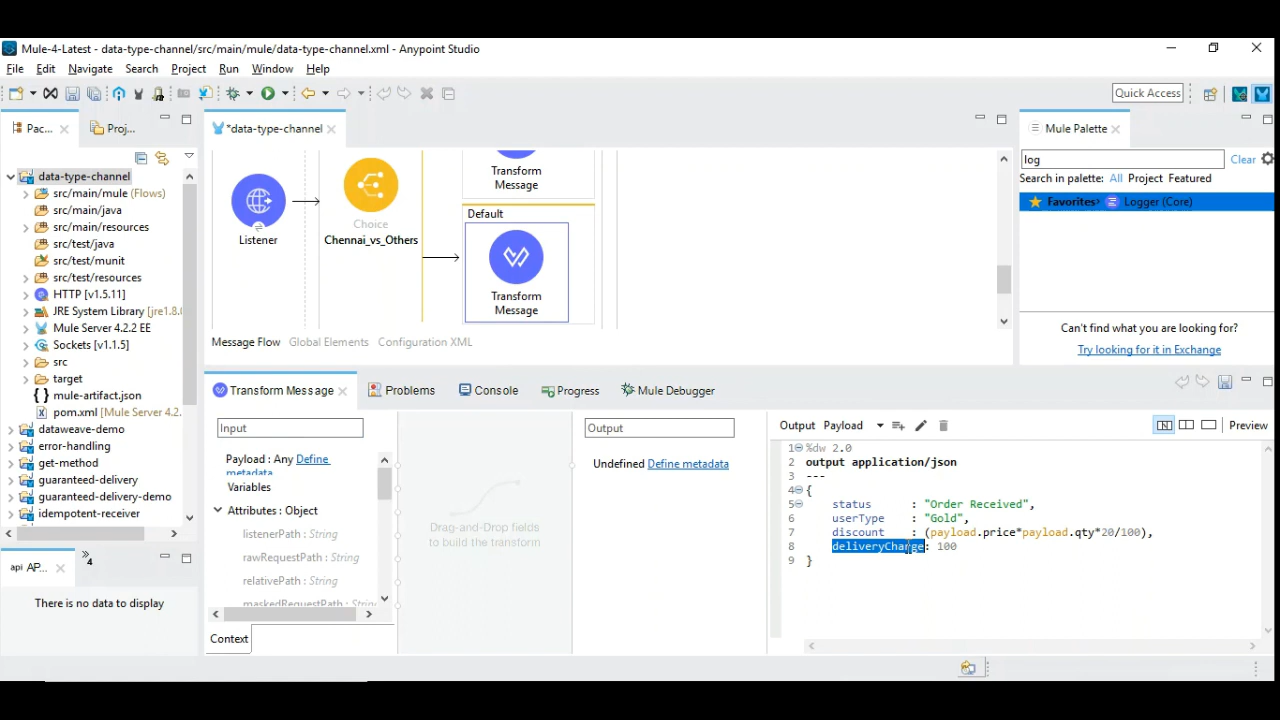 Mule-4-Latest - data-type-channel/src/main/mule/data-type-channel.xml - Anypoint Studio
File Edit Navigate Search Project Run Window Help
Quick Access
Pac...
Proj...
data-type-channel
src/main/mule (Flows)
src/main/java
src/main/resources
src/test/java
src/test/munit
src/test/resources
HTTP [v1.5.11]
JRE System Library [jre1.8.0
Mule Server 4.2.2 EE
Sockets [v1.1.5]
src
target
mule-artifact.json
pom.xml [Mule Server 4.2.
dataweave-demo
error-handling
get-method
guaranteed-delivery
guaranteed-delivery-demo
idempotent-receiver
api AP...
4
There is no data to display
*data-type-channel
Listener
Choice
Chennai_vs_Others
Transform
Message
Default
Transform
Message
Message Flow Global Elements Configuration XML
Mule Palette
log
Clear
Search in palette: All Project Featured
Favorites> Logger (Core)
Can't find what you are looking for?
Try looking for it in Exchange
Transform Message Problems Console Progress Mule Debugger
Input
Payload : Any Define
metadata
Variables
Attributes : Object
listenerPath : String
rawRequestPath : String
relativePath : String
maskedRequestPath : String
Context
Drag-and-Drop fields
to build the transform
Output
Undefined Define metadata
Output Payload
Preview
1 %dw 2.0
2 output application/json
3 ---
4 {
5 status : "Order Received",
6 userType : "Gold",
7 discount : (payload.price*payload.qty*20/100),
8 deliveryCharge: 100
9 }